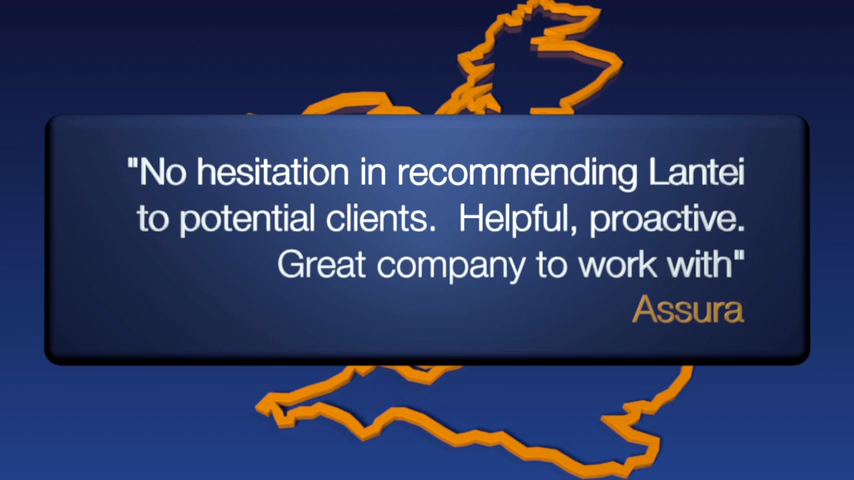 "No hesitation in recommending Lantei
to potential clients.  Helpful, proactive.
Great company to work with"
Assura